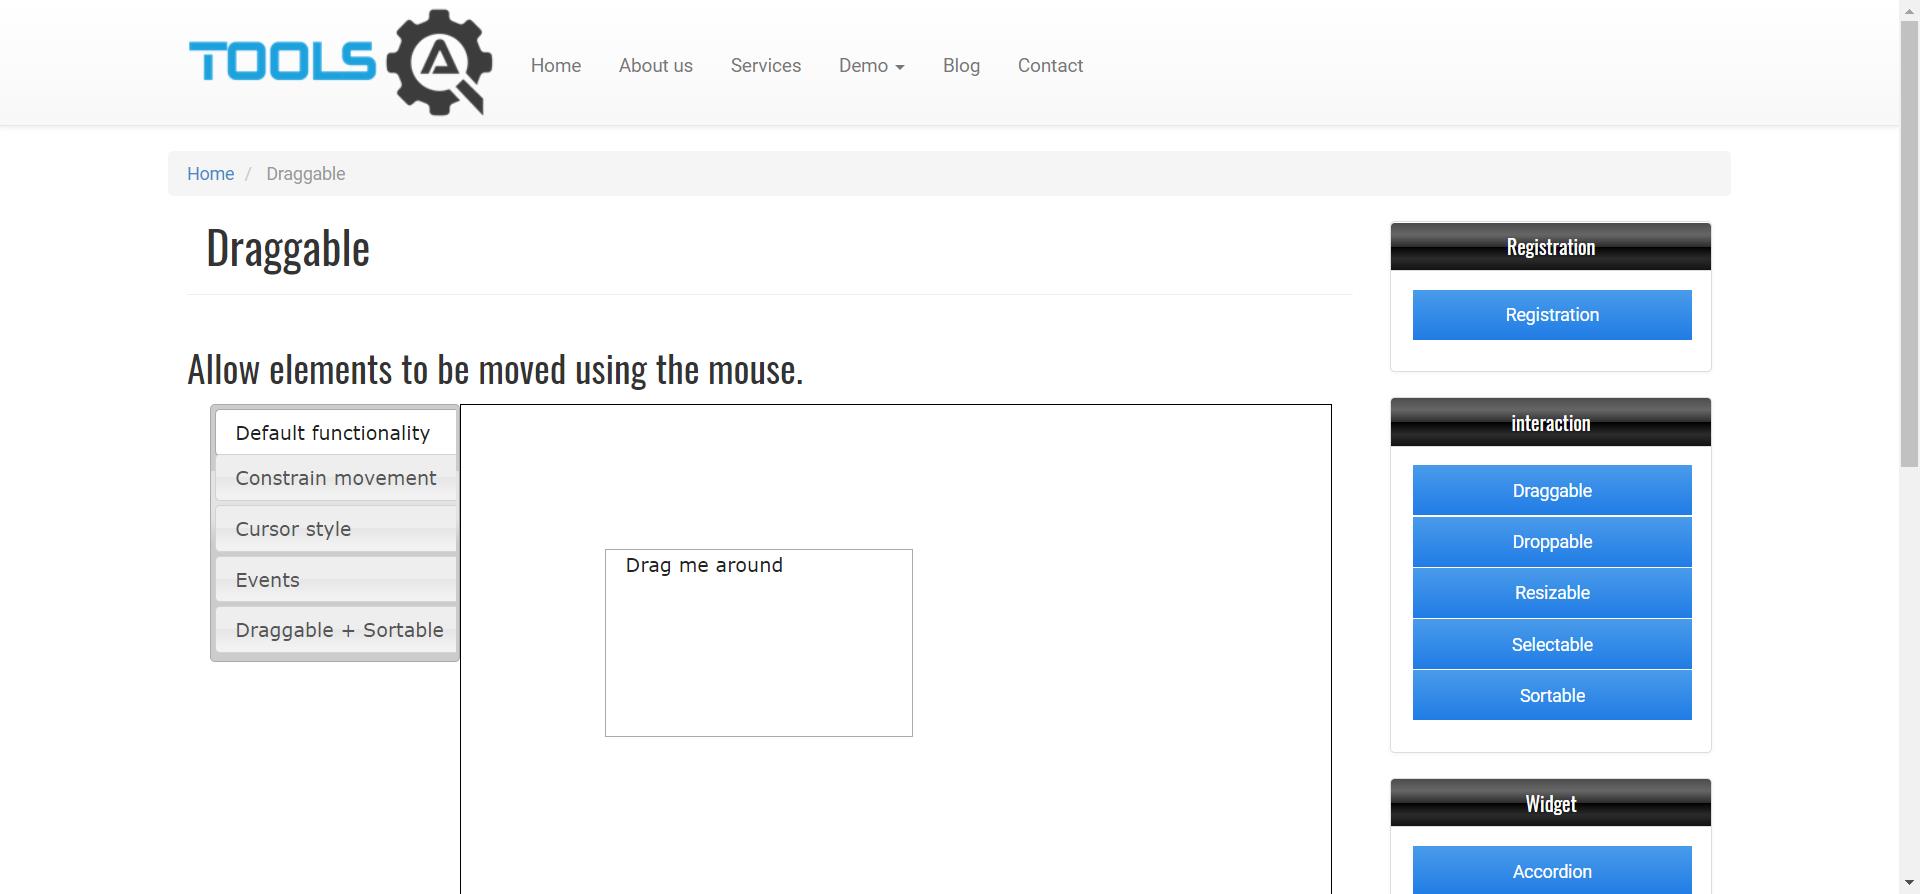 TOOLS QA
Home
About us
Services
Demo
Blog
Contact
Home / Draggable
Draggable
Allow elements to be moved using the mouse.
Default functionality
Constrain movement
Cursor style
Events
Draggable + Sortable
Drag me around
Registration
Registration
interaction
Draggable
Droppable
Resizable
Selectable
Sortable
Widget
Accordion